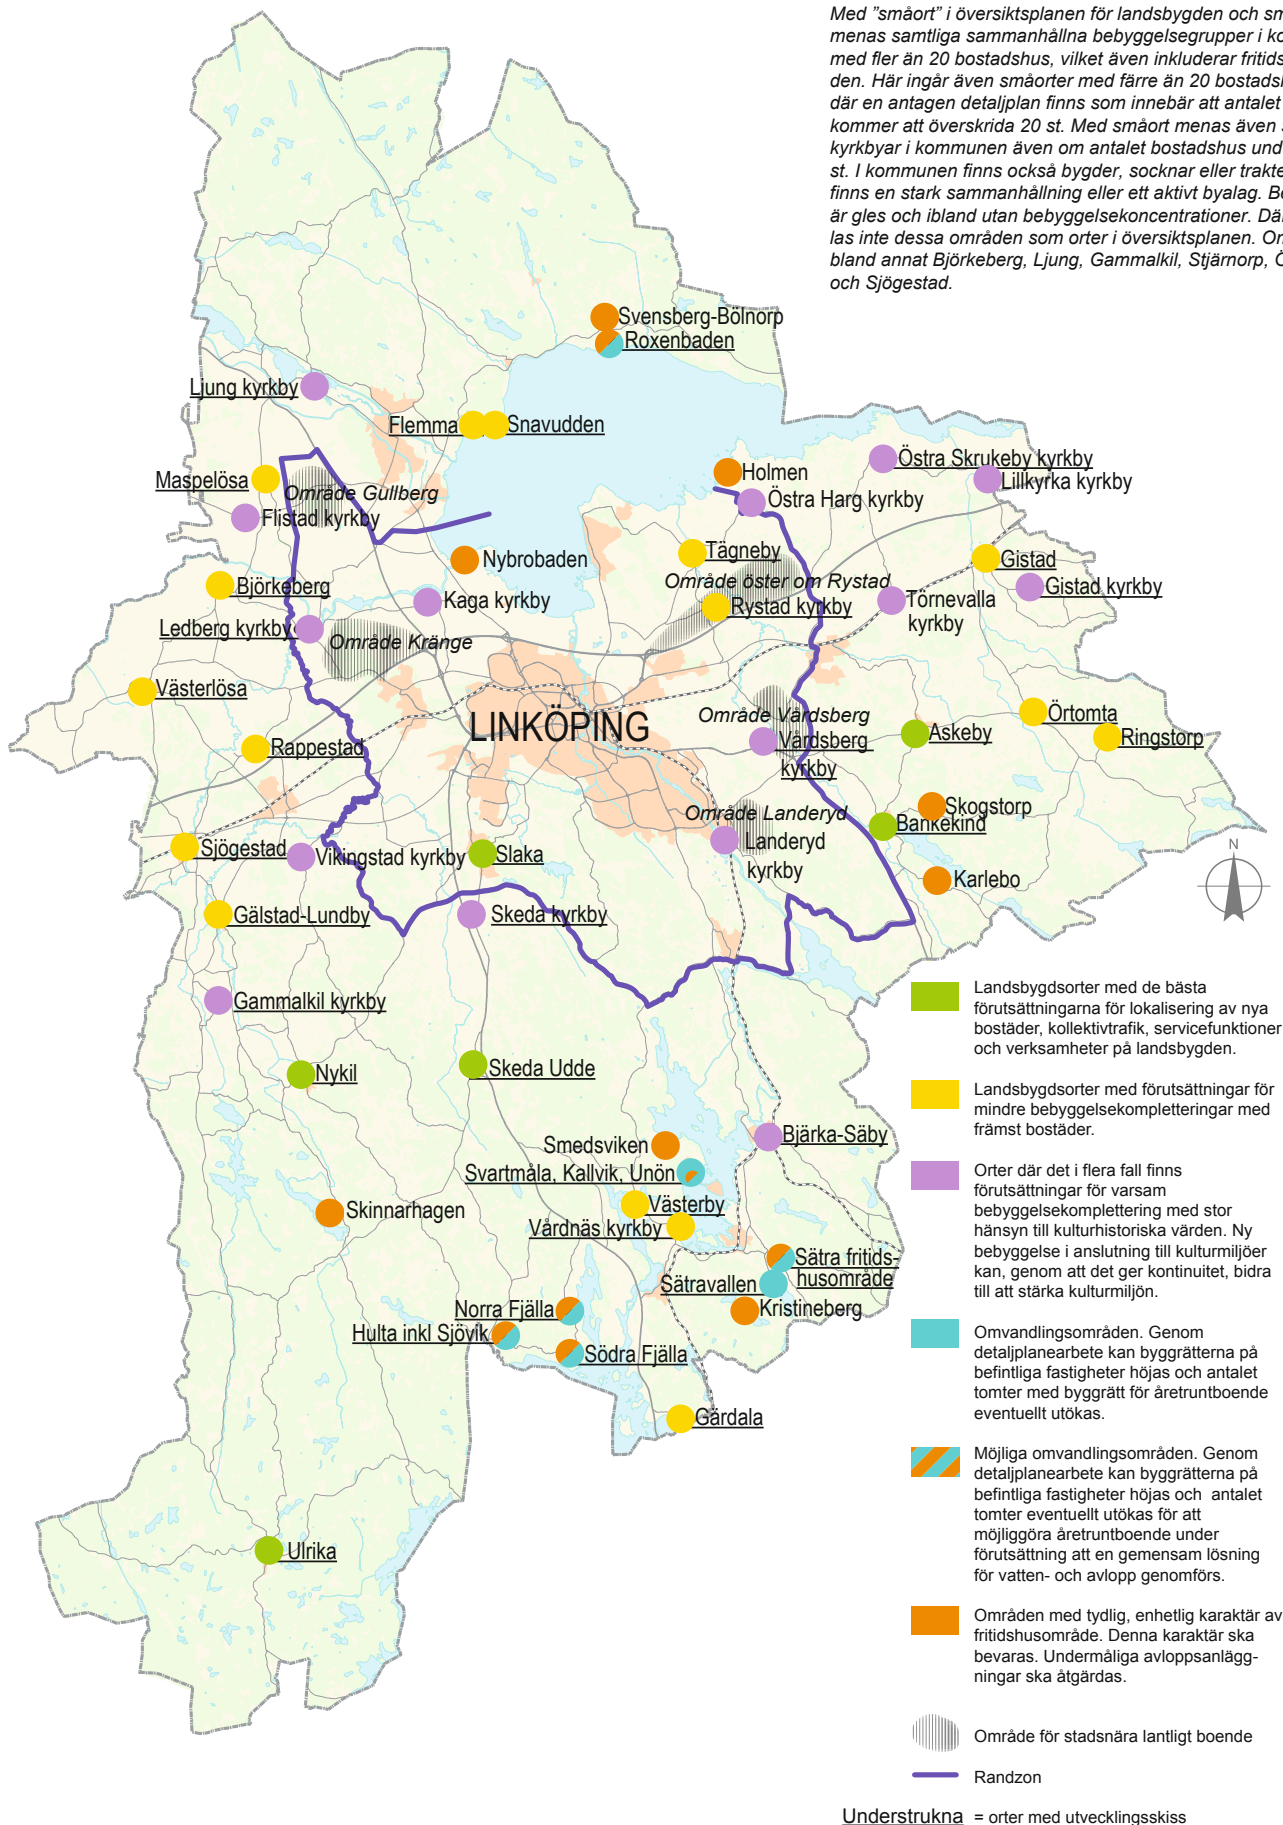 Med ”småort” i översiktsplanen för landsbygden och
menas samtliga sammanhållna bebyggelsegrupper i
med fler än 20 bostadshus, vilket även inkluderar
den. Här ingår även småorter med färre än 20
där en antagen detaljplan finns som innebär att antalet
kommer att överskrida 20 st. Med småort menas även
kyrkbyar i kommunen även om antalet bostadshus
st. I kommunen finns också bygder, socknar eller
finns en stark sammanhållning eller ett aktivt byalag.
är gles och ibland utan bebyggelsekoncentrationer.
las inte dessa områden som orter i översiktsplanen.
bland annat Björkeberg, Ljung, Gammalkil, Stjärnorp,
och Sjögestad.
Svensberg-Bölnorp
Roxenbaden
Ljung kyrkby
Flemma
Snavudden
Östra Skrukeby kyrkby
Holmen
Maspelösa
Lillkyrka kyrkby
Område Gullberg
Östra Harg kyrkby
Flistad kyrkby
Tägneby
Nybrobaden
Gistad
Område öster om Rystad
Björkeberg
Gistad kyrkby
Kaga kyrkby
Rystad kyrkby
Törnevalla
kyrkby
Ledberg kyrkby
Område Kränge
Västerlösa
Område Vårdsberg
Örtomta
LINKÖPING
Askeby
Vårdsberg
kyrkby
Ringstorp
Rappestad
Skogstorp
Område Landeryd
Bankekind
Landeryd
kyrkby
Sjögestad
Vikingstad kyrkby
Slaka
N
Karlebo
Gälstad-Lundby
Skeda kyrkby
Gammalkil kyrkby
Skeda Udde
Nykil
Smedsviken
Bjärka-Säby
Svartmåla, Kallvik, Unön
Skinnarhagen
Västerby
Vårdnäs kyrkby
Sätra fritids-
husområde
Sätravallen
Norra Fjälla
Kristineberg
Hulta inkl Sjövik
Södra Fjälla
Gärdala
Ulrika
Landsbygdsorter med de bästa
förutsättningarna för lokalisering av nya
bostäder, kollektivtrafik, servicefunktioner
och verksamheter på landsbygden.
Landsbygdsorter med förutsättningar för
mindre bebyggelsekompletteringar med
främst bostäder.
Orter där det i flera fall finns
förutsättningar för varsam
bebyggelsekomplettering med stor
hänsyn till kulturhistoriska värden. Ny
bebyggelse i anslutning till kulturmiljöer
kan, genom att det ger kontinuitet, bidra
till att stärka kulturmiljön.
Omvandlingsområden. Genom
detaljplanearbete kan byggrätterna på
befintliga fastigheter höjas och antalet
tomter med byggrätt för åretruntboende
eventuellt utökas.
Möjliga omvandlingsområden. Genom
detaljplanearbete kan byggrätterna på
befintliga fastigheter höjas och antalet
tomter eventuellt utökas för att
möjliggöra åretruntboende under
förutsättning att en gemensam lösning
för vatten- och avlopp genomförs.
Områden med tydlig, enhetlig karaktär av
fritidshusområde. Denna karaktär ska
bevaras. Undermåliga avloppsanlägg-
ningar ska åtgärdas.
Område för stadsnära lantligt boende
Randzon
Understrukna = orter med utvecklingsskiss